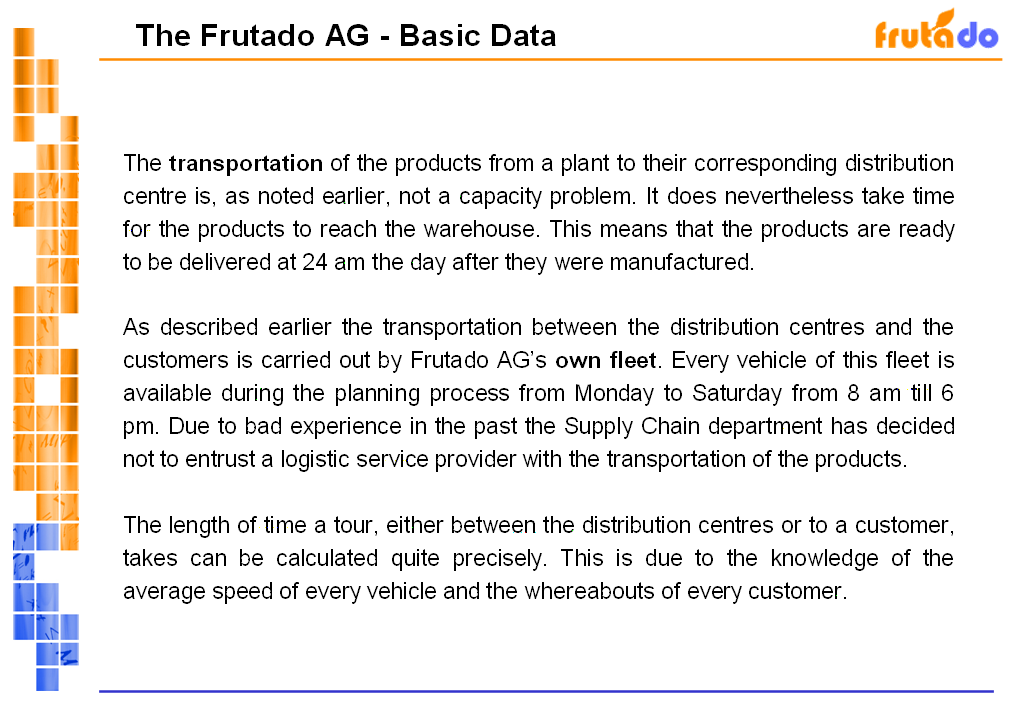 The Frutado AG - Basic Data
frutado
The transportation of the products from a plant to their corresponding distribution
centre is, as noted earlier, not a capacity problem. It does nevertheless take time
for the products to reach the warehouse. This means that the products are ready
to be delivered at 24 am the day after they were manufactured.
As described earlier the transportation between the distribution centres and the
customers is carried out by Frutado AG's own fleet. Every vehicle of this fleet is
available during the planning process from Monday to Saturday from 8 am till 6
pm. Due to bad experience in the past the Supply Chain department has decided
not to entrust a logistic service provider with the transportation of the products.
The length of time a tour, either between the distribution centres or to a customer,
takes can be calculated quite precisely. This is due to the knowledge of the
average speed of every vehicle and the whereabouts of every customer.